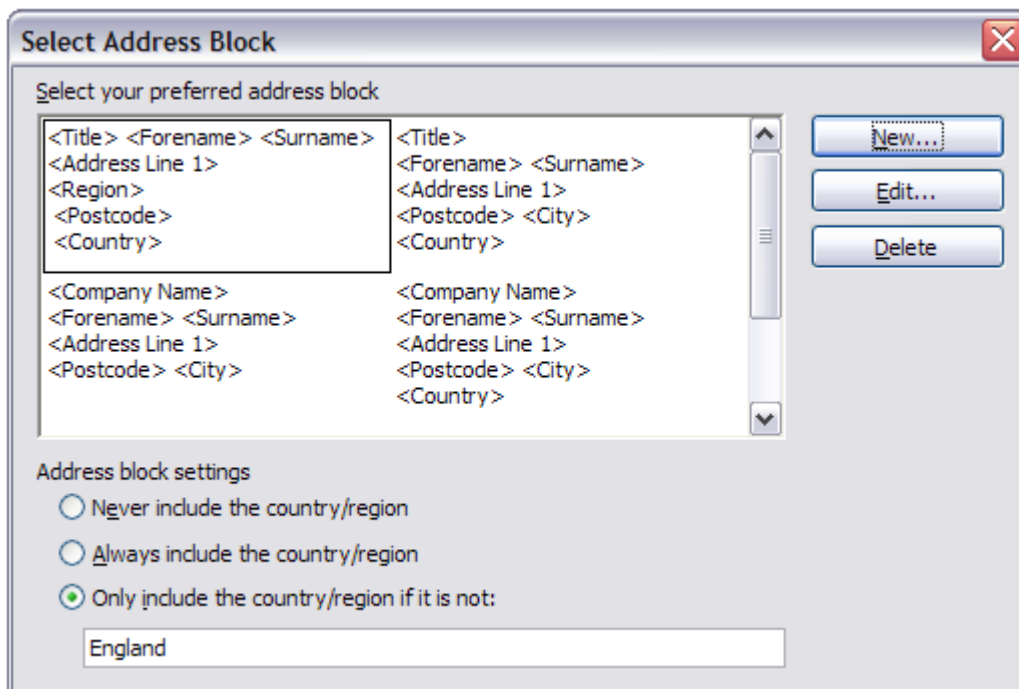 Select Address Block
Select your preferred address block
<Title> <Forename> <Surname>
<Address Line 1>
<Region>
<Postcode>
<Country>
<Title>
<Forename> <Surname>
<Address Line 1>
<Postcode> <City>
<Country>
<Company Name>
<Forename> <Surname>
<Address Line 1>
<Postcode> <City>
<Company Name>
<Forename> <Surname>
<Address Line 1>
<Postcode> <City>
<Country>
New...
Edit...
Delete
Address block settings
Never include the country/region
Always include the country/region
Only include the country/region if it is not:
England